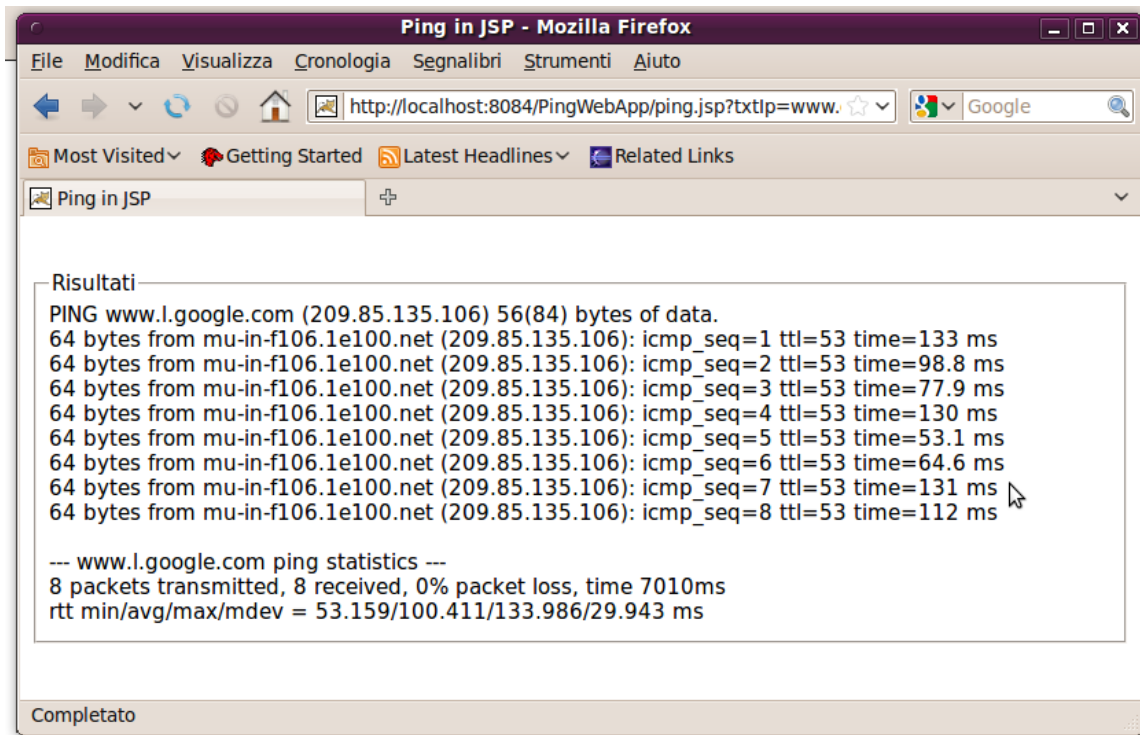 Ping in JSP - Mozilla Firefox
File Modifica Visualizza Cronologia Segnalibri Strumenti Aiuto
http://localhost:8084/PingWebApp/ping.jsp?txtIp=www. Google
Most Visited Getting Started Latest Headlines Related Links
Ping in JSP
Risultati
PING www.l.google.com (209.85.135.106) 56(84) bytes of data.
64 bytes from mu-in-f106.1e100.net (209.85.135.106): icmp_seq=1 ttl=53 time=133 ms
64 bytes from mu-in-f106.1e100.net (209.85.135.106): icmp_seq=2 ttl=53 time=98.8 ms
64 bytes from mu-in-f106.1e100.net (209.85.135.106): icmp_seq=3 ttl=53 time=77.9 ms
64 bytes from mu-in-f106.1e100.net (209.85.135.106): icmp_seq=4 ttl=53 time=130 ms
64 bytes from mu-in-f106.1e100.net (209.85.135.106): icmp_seq=5 ttl=53 time=53.1 ms
64 bytes from mu-in-f106.1e100.net (209.85.135.106): icmp_seq=6 ttl=53 time=64.6 ms
64 bytes from mu-in-f106.1e100.net (209.85.135.106): icmp_seq=7 ttl=53 time=131 ms
64 bytes from mu-in-f106.1e100.net (209.85.135.106): icmp_seq=8 ttl=53 time=112 ms
--- www.l.google.com ping statistics ---
8 packets transmitted, 8 received, 0% packet loss, time 7010ms
rtt min/avg/max/mdev = 53.159/100.411/133.986/29.943 ms
Completato